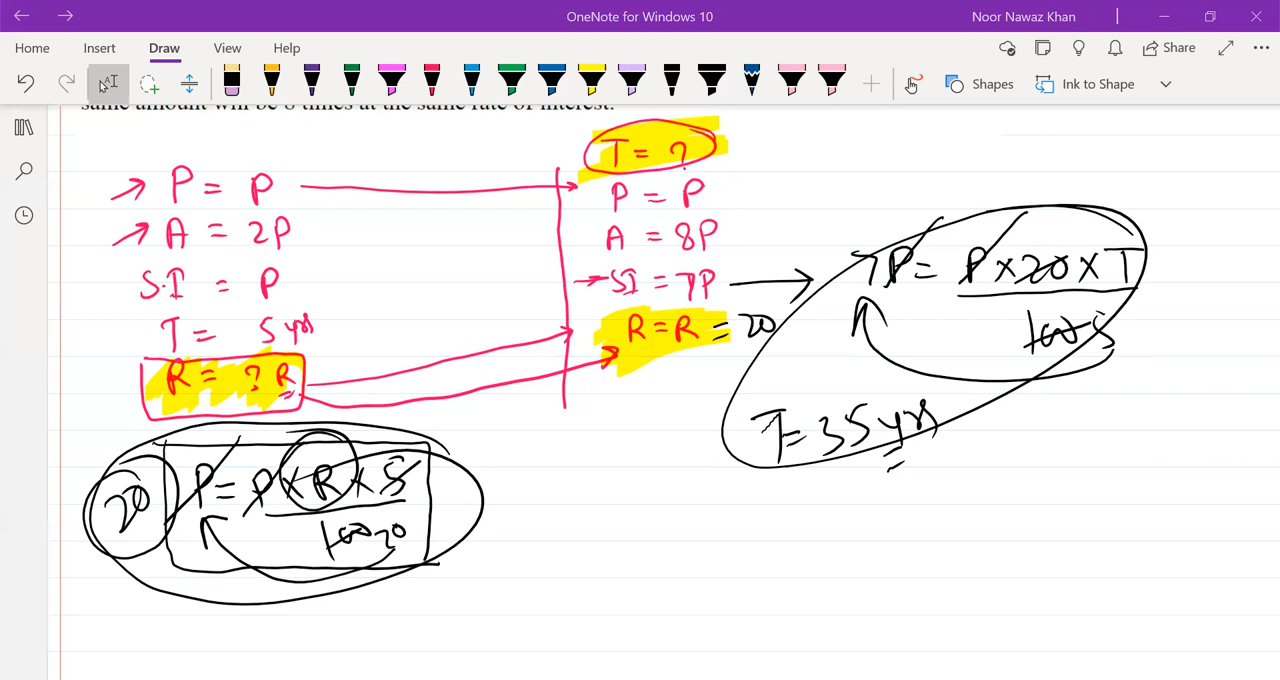 OneNote for Windows 10
Noor Nawaz Khan
Home Insert Draw View Help
Share
Shapes
Ink to Shape
same amount will be 8 times at the same rate of interest.
P = P
A = 2P
S.I = P
T = 5 yrs
R = ? R
T = ?
P = P
A = 8P
SI = 7P
R = R = 20
7P = P × 20 × T
100 5
T = 35 yrs
20
P = P × R × 5
100 20